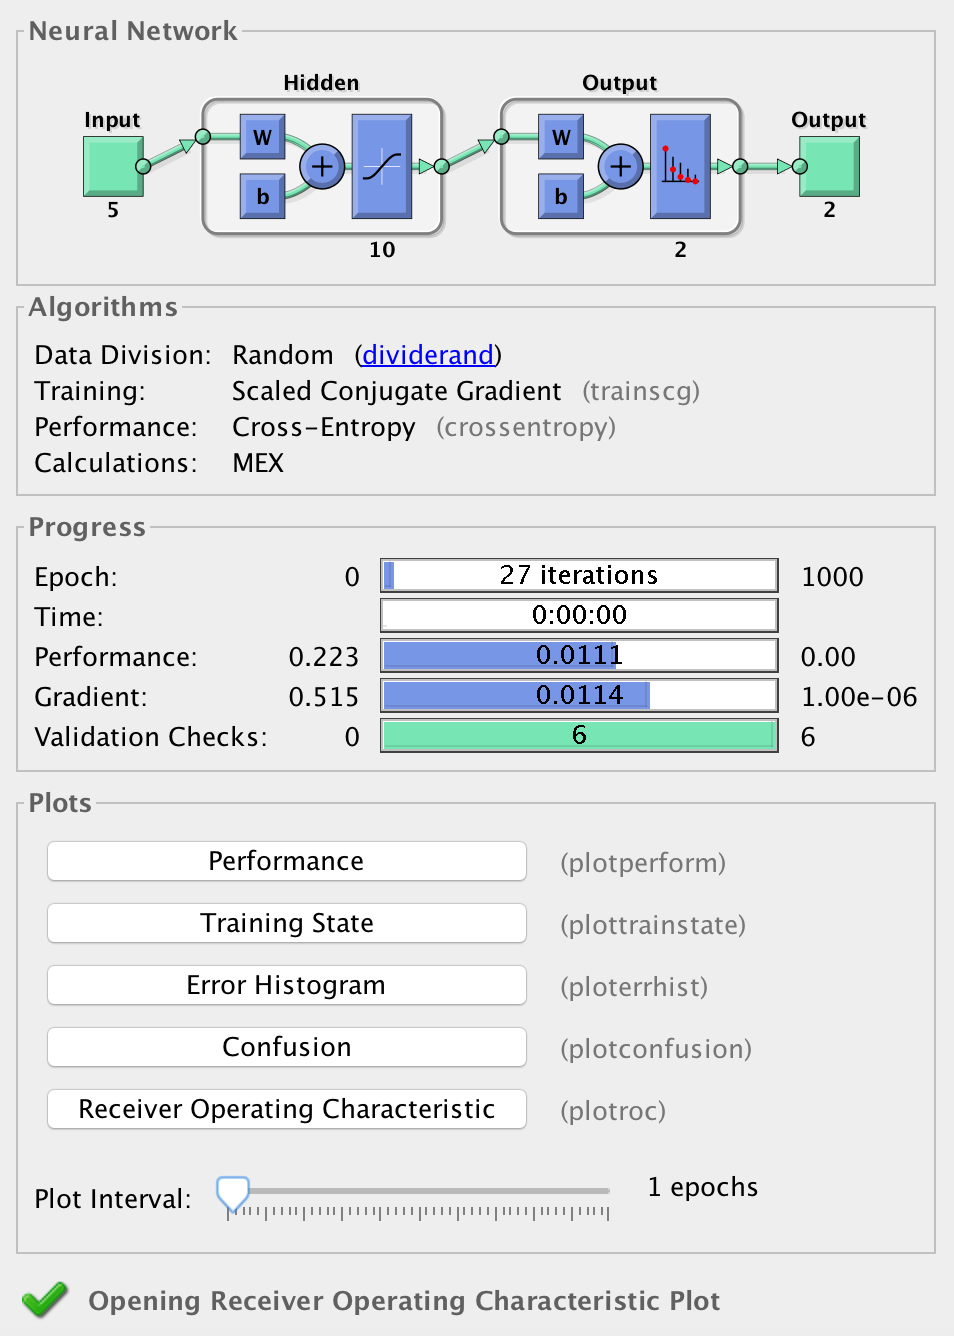 Neural Network
Hidden
Output
Input
Output
W
b
+
W
b
+
5
10
2
2
Algorithms
Data Division: Random (dividerand)
Training: Scaled Conjugate Gradient (trainscg)
Performance: Cross-Entropy (crossentropy)
Calculations: MEX
Progress
Epoch: 0 27 iterations 1000
Time: 0:00:00
Performance: 0.223 0.0111 0.00
Gradient: 0.515 0.0114 1.00e-06
Validation Checks: 0 6 6
Plots
Performance (plotperform)
Training State (plottrainstate)
Error Histogram (ploterrhist)
Confusion (plotconfusion)
Receiver Operating Characteristic (plotroc)
Plot Interval: 1 epochs
Opening Receiver Operating Characteristic Plot